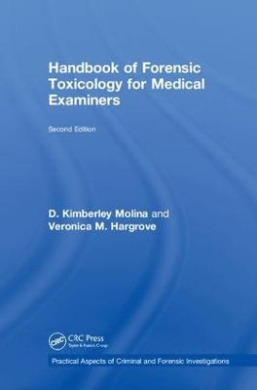 Handbook of Forensic
Toxicology for Medical
Examiners
Second Edition
D. Kimberley Molina and
Veronica M. Hargrove
CRC Press
Taylor & Francis Group
Practical Aspects of Criminal and Forensic Investigations